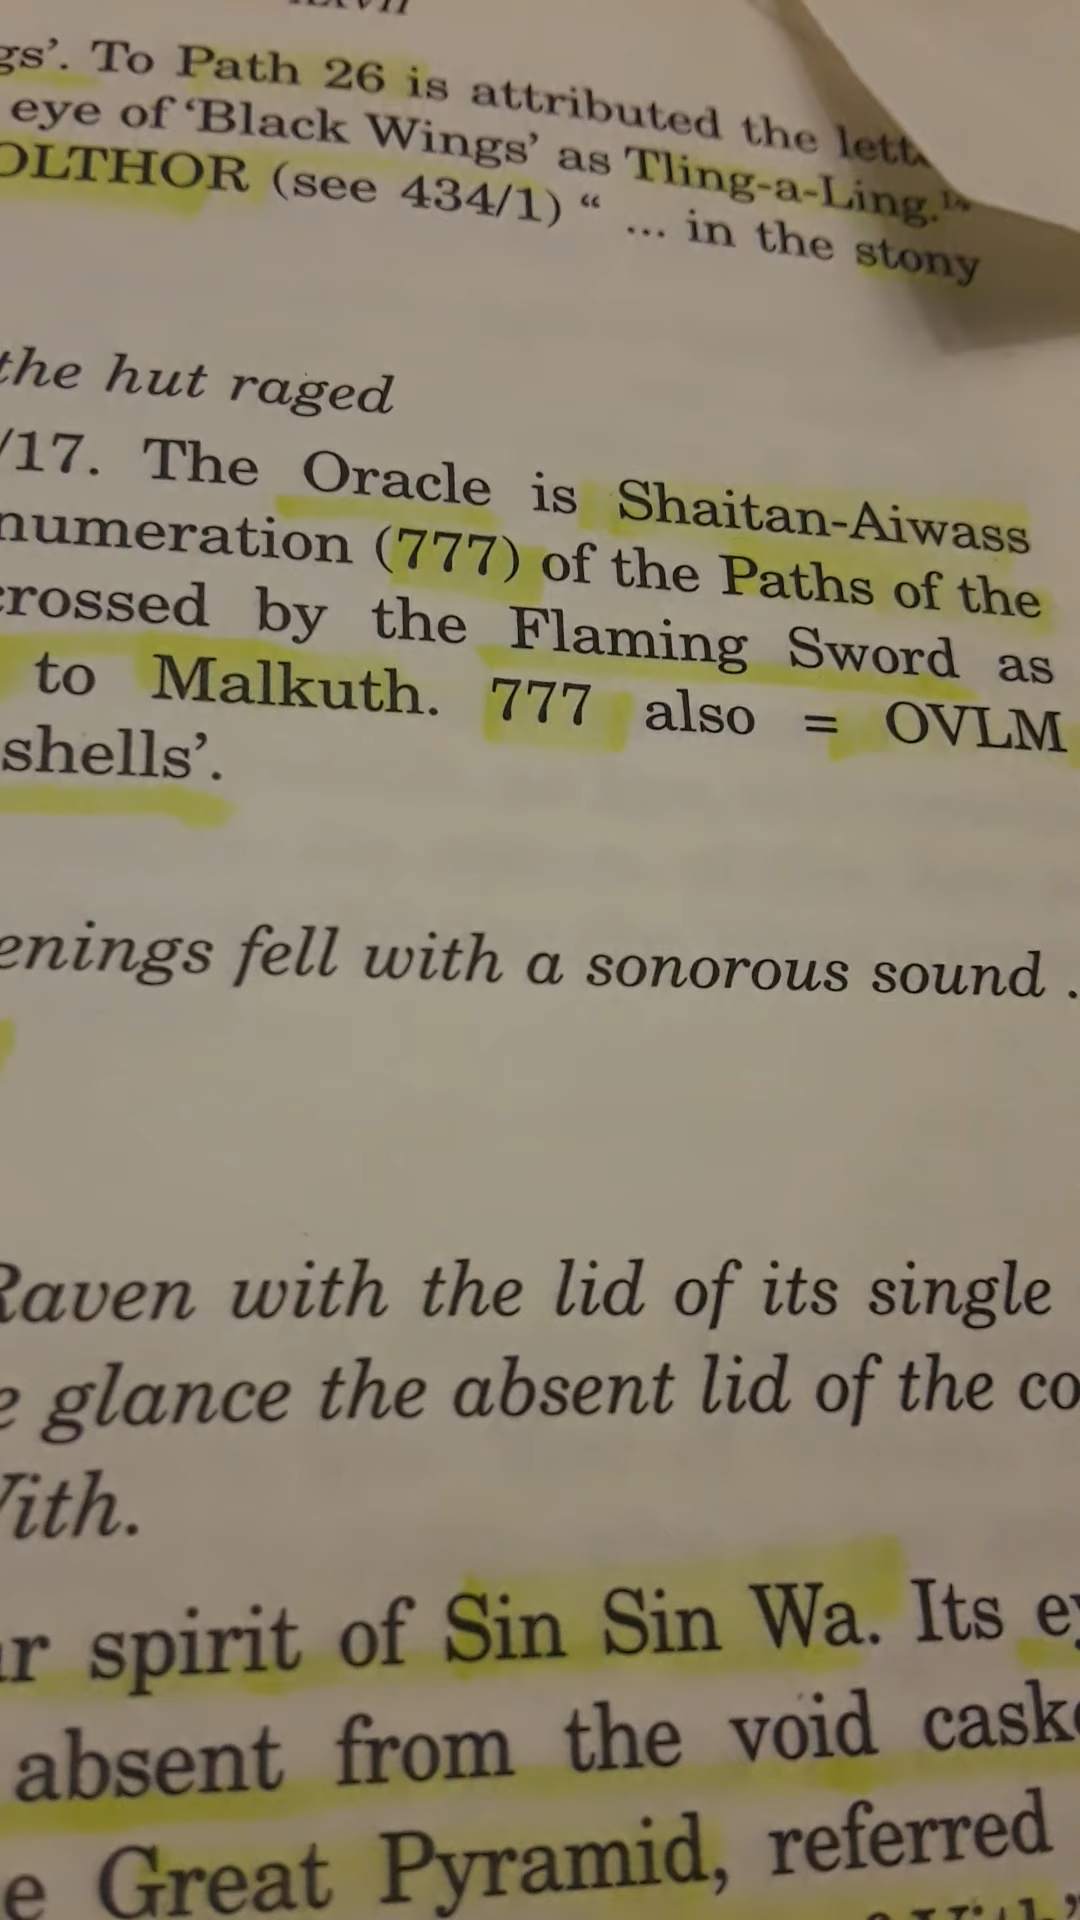 gs'. To Path 26 is attributed the
eye of 'Black Wings' as Tling-a-Ling.
OLTHOR (see 434/1) “ ... in the stony
the hut raged
/17. The Oracle is Shaitan-Aiwass
numeration (777) of the Paths of the
crossed by the Flaming Sword as
to Malkuth. 777 also = OVLM
shells'.
enings fell with a sonorous sound .
Raven with the lid of its single
glance the absent lid of the co
ith.
r spirit of Sin Sin Wa. Its
absent from the void
e Great Pyramid, referred